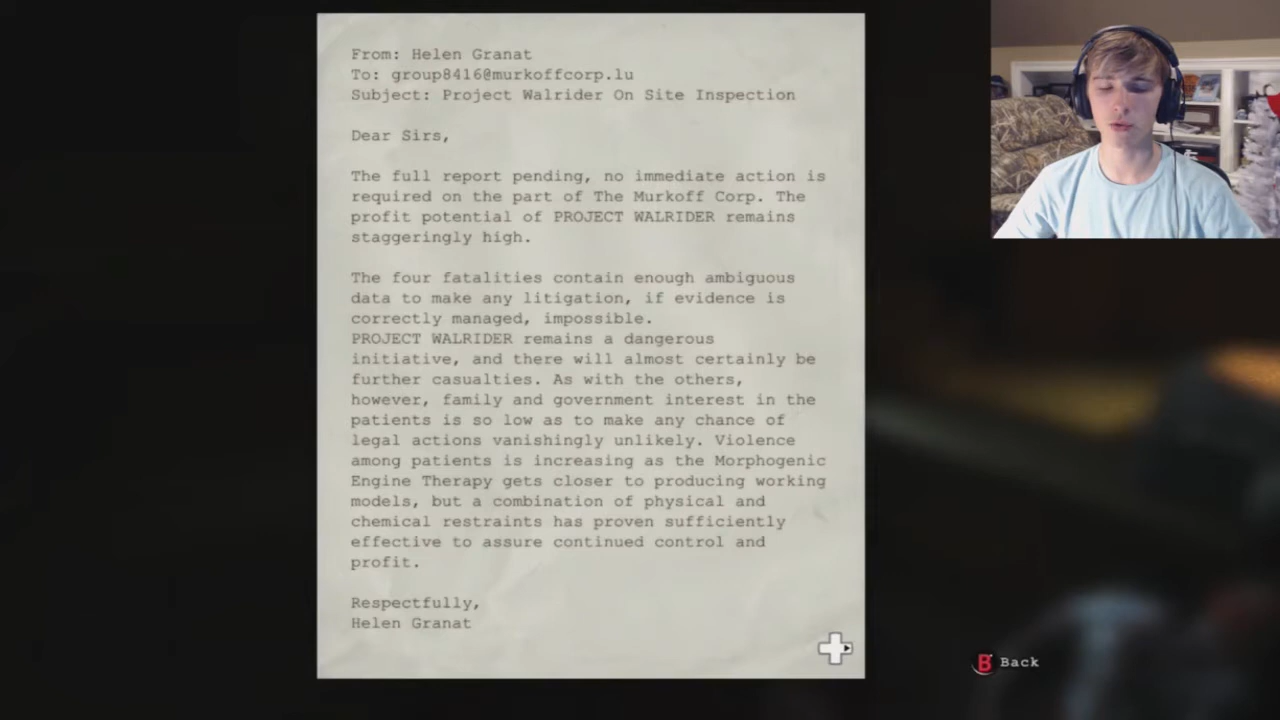 From: Helen Granat
To: group8416@murkoffcorp.lu
Subject: Project Walrider On Site Inspection
Dear Sirs,
The full report pending, no immediate action is
required on the part of The Murkoff Corp. The
profit potential of PROJECT WALRIDER remains
staggeringly high.
The four fatalities contain enough ambiguous
data to make any litigation, if evidence is
correctly managed, impossible.
PROJECT WALRIDER remains a dangerous
initiative, and there will almost certainly be
further casualties. As with the others,
however, family and government interest in the
patients is so low as to make any chance of
legal actions vanishingly unlikely. Violence
among patients is increasing as the Morphogenic
Engine Therapy gets closer to producing working
models, but a combination of physical and
chemical restraints has proven sufficiently
effective to assure continued control and
profit.
Respectfully,
Helen Granat
B Back